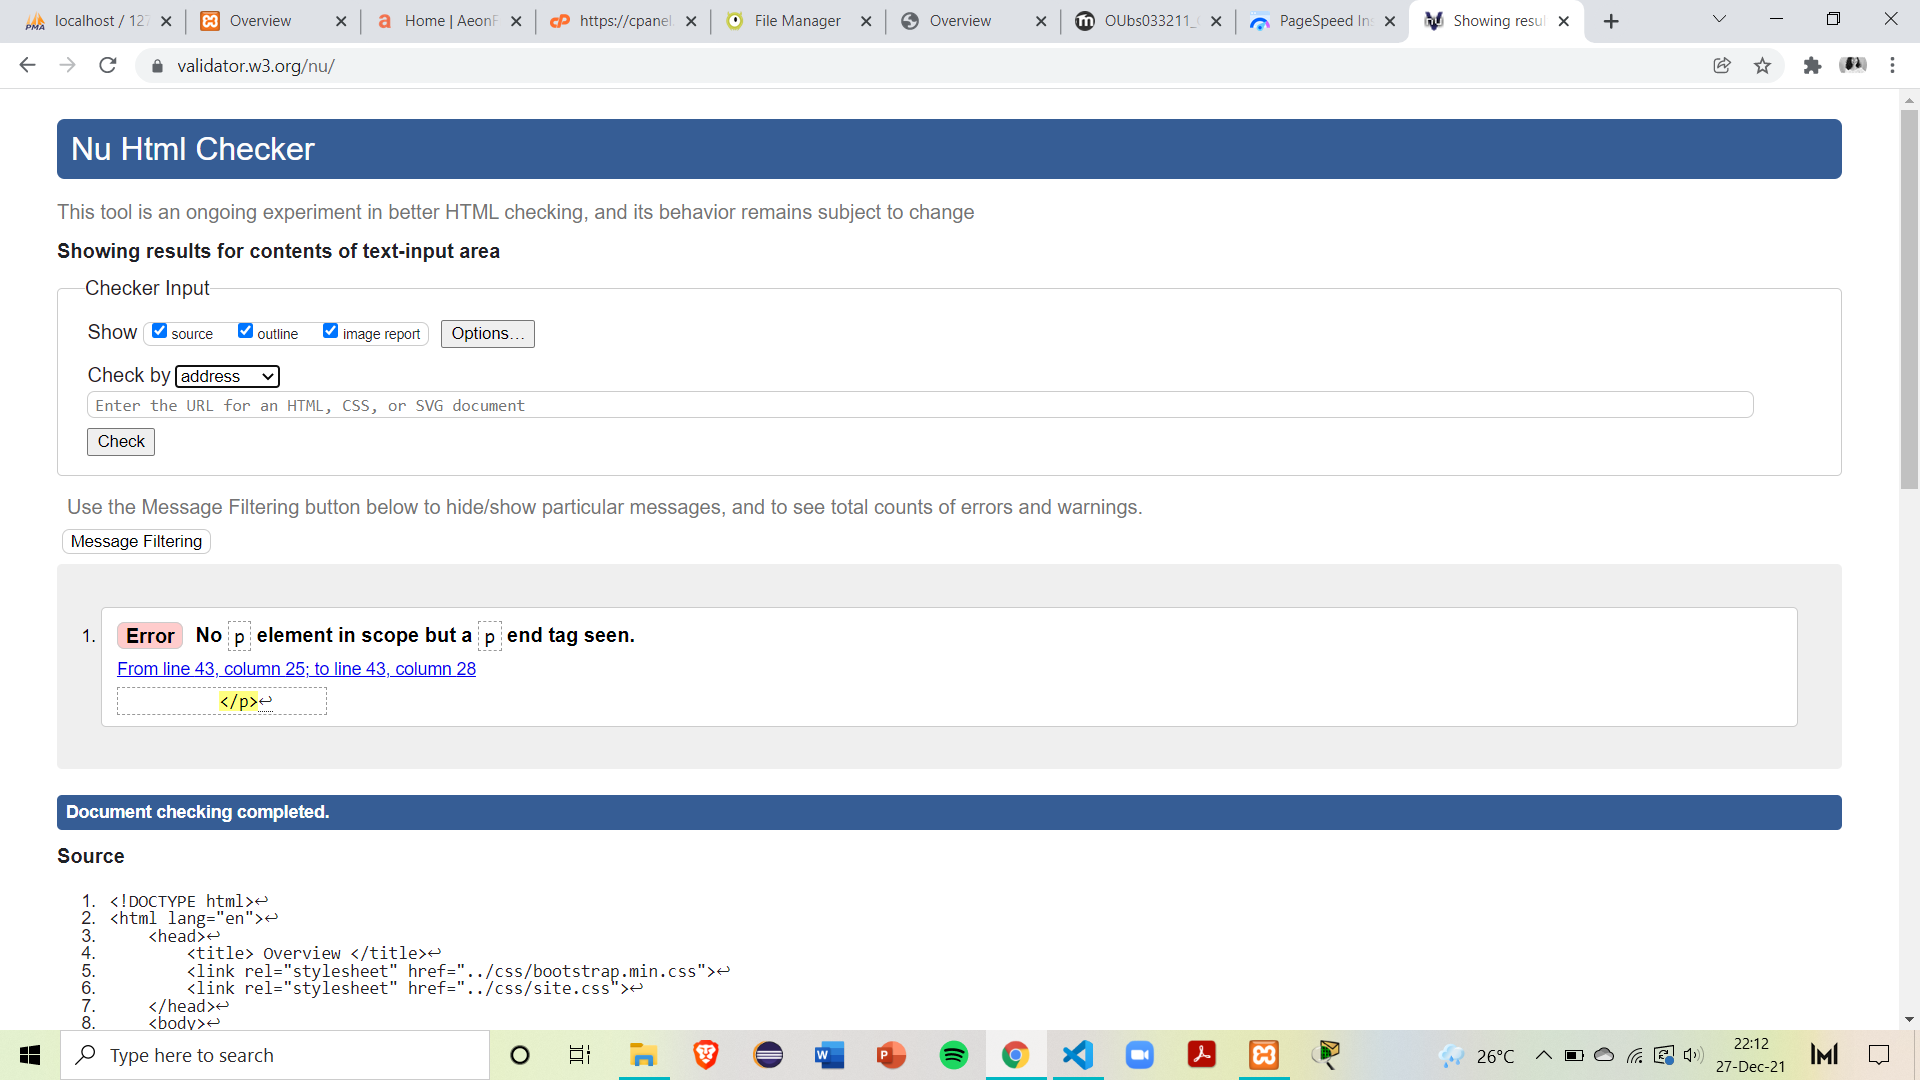 localhost / 127
Overview
Home | AeonF
https://cpanel.
File Manager
Overview
OUbs033211_
PageSpeed Ins
Showing resul
validator.w3.org/nu/
Nu Html Checker
This tool is an ongoing experiment in better HTML checking, and its behavior remains subject to change
Showing results for contents of text-input area
Checker Input
Show source outline image report Options...
Check by address
Enter the URL for an HTML, CSS, or SVG document
Check
Use the Message Filtering button below to hide/show particular messages, and to see total counts of errors and warnings.
Message Filtering
1. Error No p element in scope but a p end tag seen.
From line 43, column 25; to line 43, column 28
</p>↩
Document checking completed.
Source
1. <!DOCTYPE html>↩
2. <html lang="en">↩
3. <head>↩
4. <title> Overview </title>↩
5. <link rel="stylesheet" href="../css/bootstrap.min.css">↩
6. <link rel="stylesheet" href="../css/site.css">↩
7. </head>↩
8. <body>↩
Type here to search
26°C
22:12
27-Dec-21